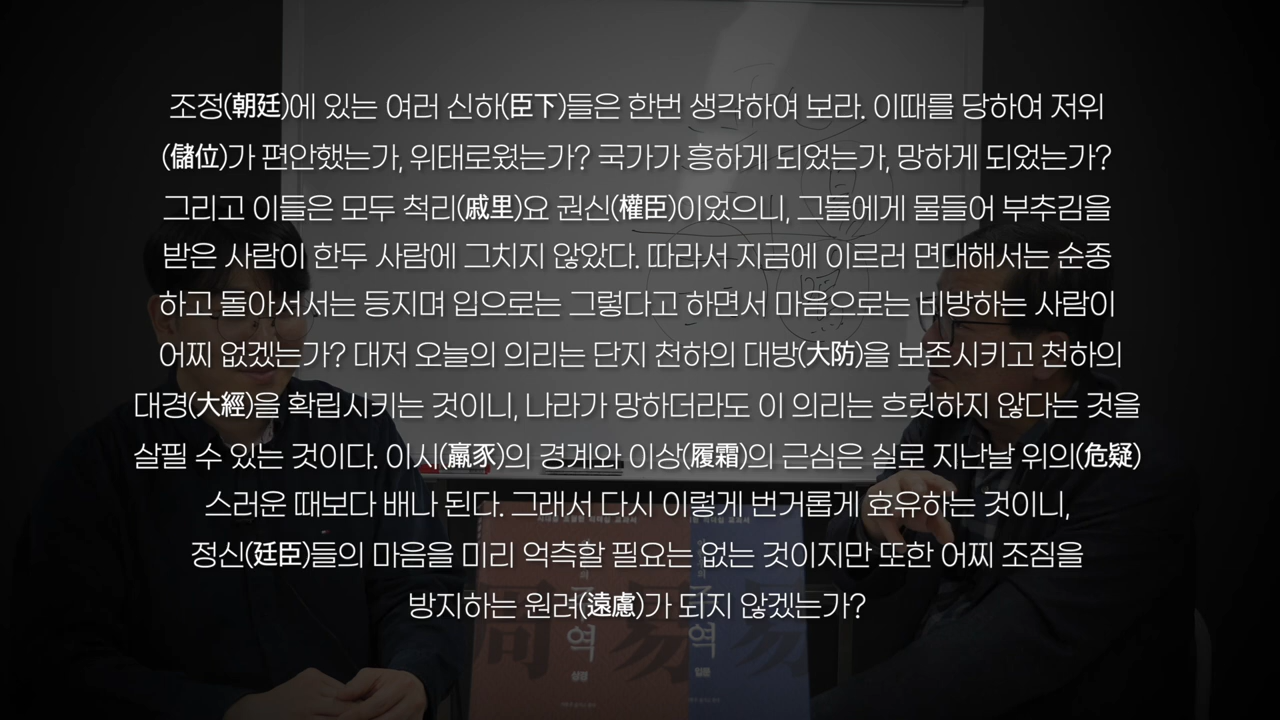 조정(朝廷)에 있는 여러 신하(臣下)들은 한번 생각하여 보라. 이때를 당하여 저위
(儲位)가 편안했는가, 위태로웠는가? 국가가 흥하게 되었는가, 망하게 되었는가?
그리고 이들은 모두 척리(戚里)요 권신(權臣)이었으니, 그들에게 물들어 부추김을
받은 사람이 한두 사람에 그치지 않았다. 따라서 지금에 이르러 면대해서는 순종
하고 돌아서서는 등지며 입으로는 그렇다고 하면서 마음으로는 비방하는 사람이
어찌 없겠는가? 대저 오늘의 의리는 단지 천하의 대방(大防)을 보존시키고 천하의
대경(大經)을 확립시키는 것이니, 나라가 망하더라도 이 의리는 흐릿하지 않다는 것을
살필 수 있는 것이다. 이시(羸豕)의 경계와 이상(履霜)의 근심은 실로 지난날 위의(危疑)
스러운 때보다 배나 된다. 그래서 다시 이렇게 번거롭게 효유하는 것이니,
정신(廷臣)들의 마음을 미리 억측할 필요는 없는 것이지만 또한 어찌 조짐을
방지하는 원려(遠慮)가 되지 않겠는가?
주역
주역
周易
입문